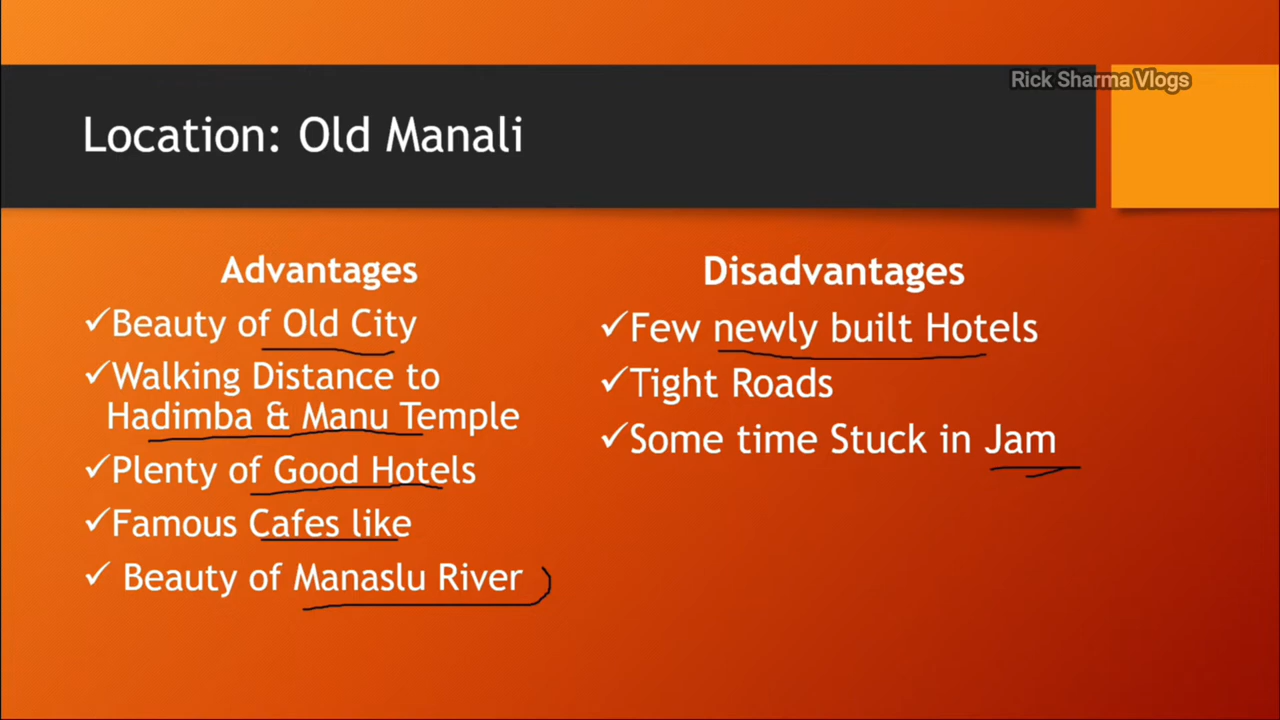 Rick Sharma Vlogs
Location: Old Manali
Advantages
✓Beauty of Old City
✓Walking Distance to
Hadimba & Manu Temple
✓Plenty of Good Hotels
✓Famous Cafes like
✓ Beauty of Manaslu River
Disadvantages
✓Few newly built Hotels
✓Tight Roads
✓Some time Stuck in Jam